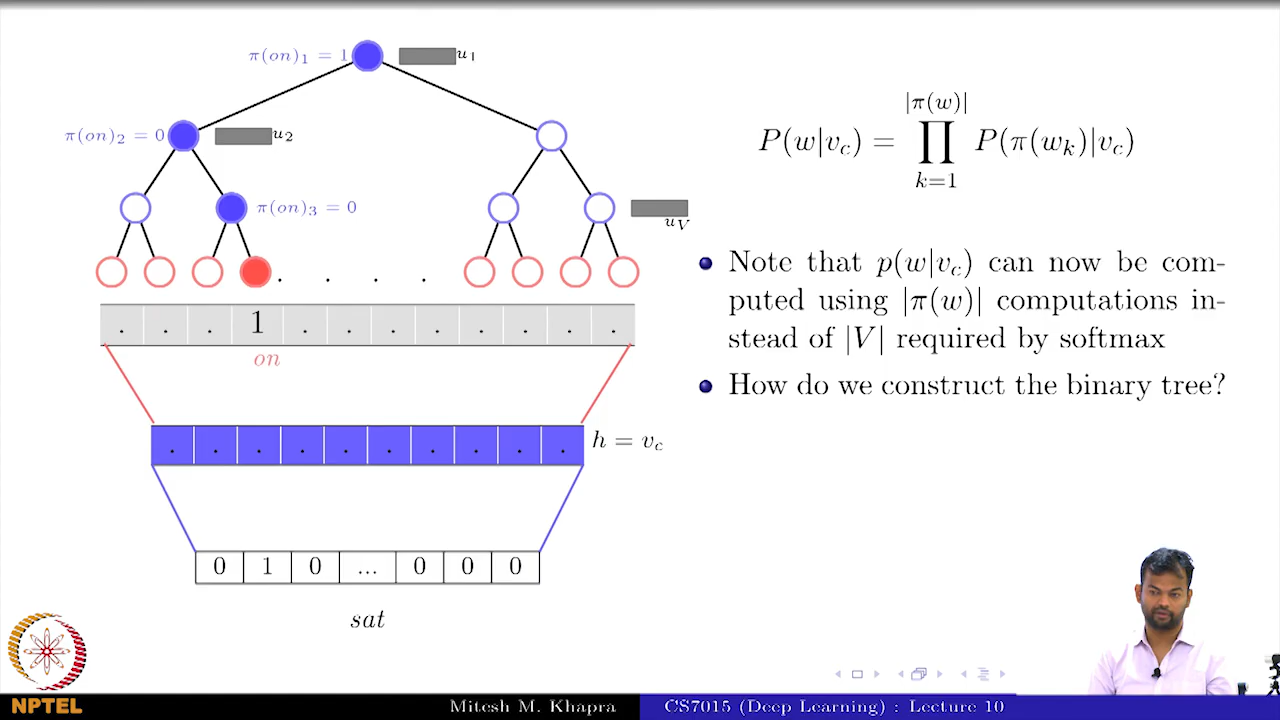 π(on)₁ = 1
u₁
π(on)₂ = 0
u₂
π(on)₃ = 0
u_V
. . . .
. . . 1 . . . . . . . .
on
. . . . . . . . . .
h = v_c
0 1 0 ... 0 0 0
sat
P(w|v_c) = ∏_{k=1}^{|π(w)|} P(π(w_k)|v_c)
Note that p(w|v_c) can now be com-
puted using |π(w)| computations in-
stead of |V| required by softmax
How do we construct the binary tree?
NPTEL
Mitesh M. Khapra
CS7015 (Deep Learning) : Lecture 10